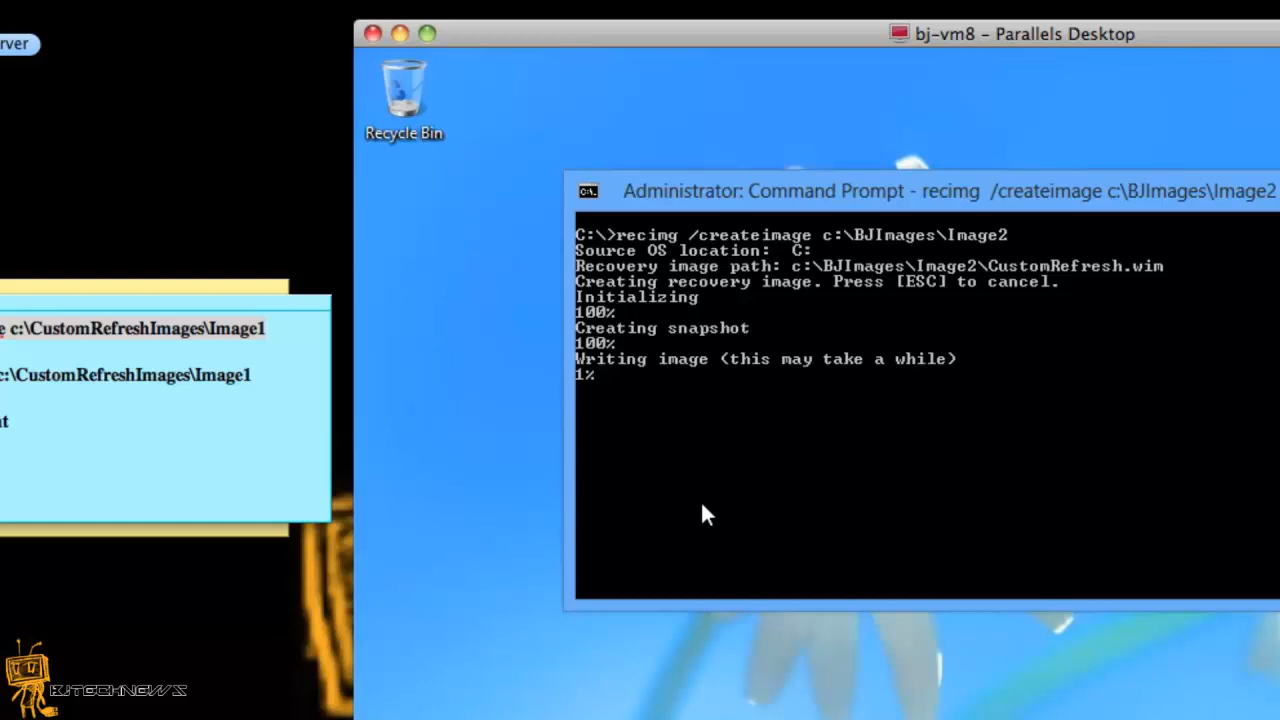 rver
bj-vm8 - Parallels Desktop
Recycle Bin
Administrator: Command Prompt - recimg /createimage c:\BJImages\Image2
C:\>recimg /createimage c:\BJImages\Image2
Source OS location: C:
Recovery image path: c:\BJImages\Image2\CustomRefresh.wim
Creating recovery image. Press [ESC] to cancel.
Initializing
100%
Creating snapshot
100%
Writing image (this may take a while)
1%
e c:\CustomRefreshImages\Image1
c:\CustomRefreshImages\Image1
nt
BJTECHNEWS